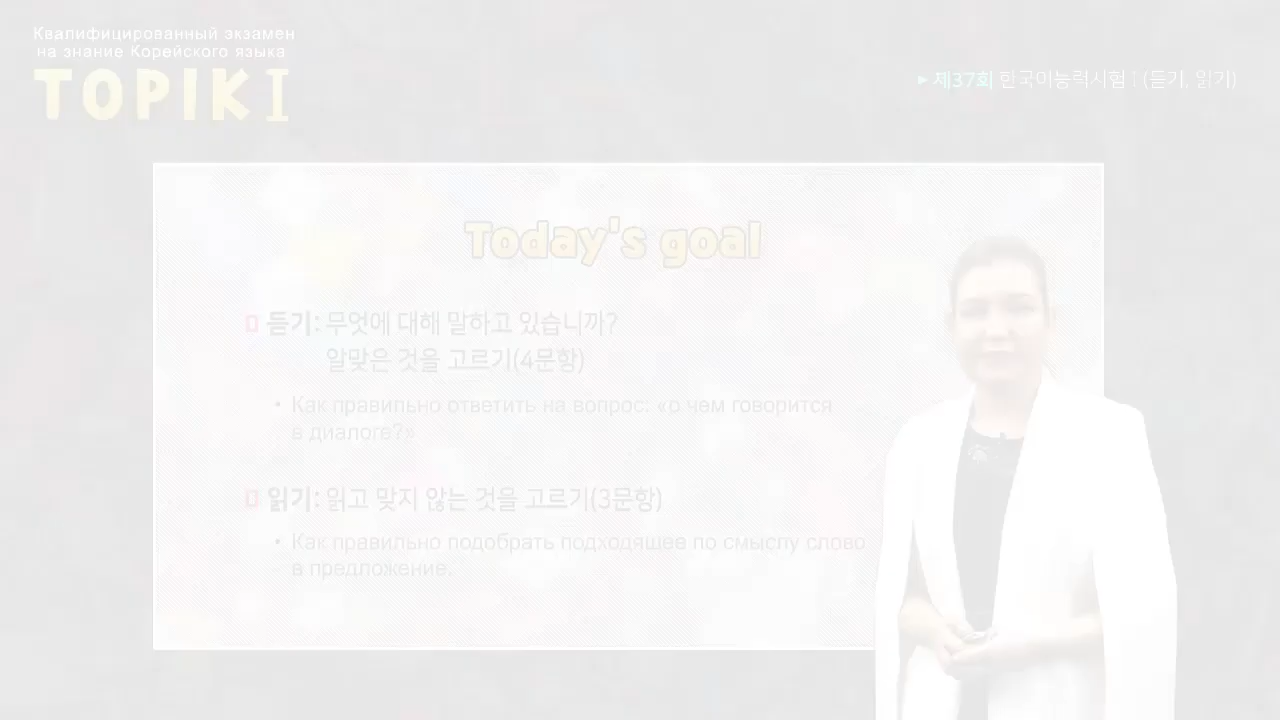 Квалифицированный экзамен
на знание Корейского языка
TOPIK I
▸ 제37회 한국어능력시험 I (듣기, 읽기)
Today's goal
듣기: 무엇에 대해 말하고 있습니까?
알맞은 것을 고르기(4문항)
• Как правильно ответить на вопрос: «о чем говорится
в диалоге?»
읽기: 읽고 맞지 않는 것을 고르기(3문항)
• Как правильно подобрать подходящее по смыслу слово
в предложение.